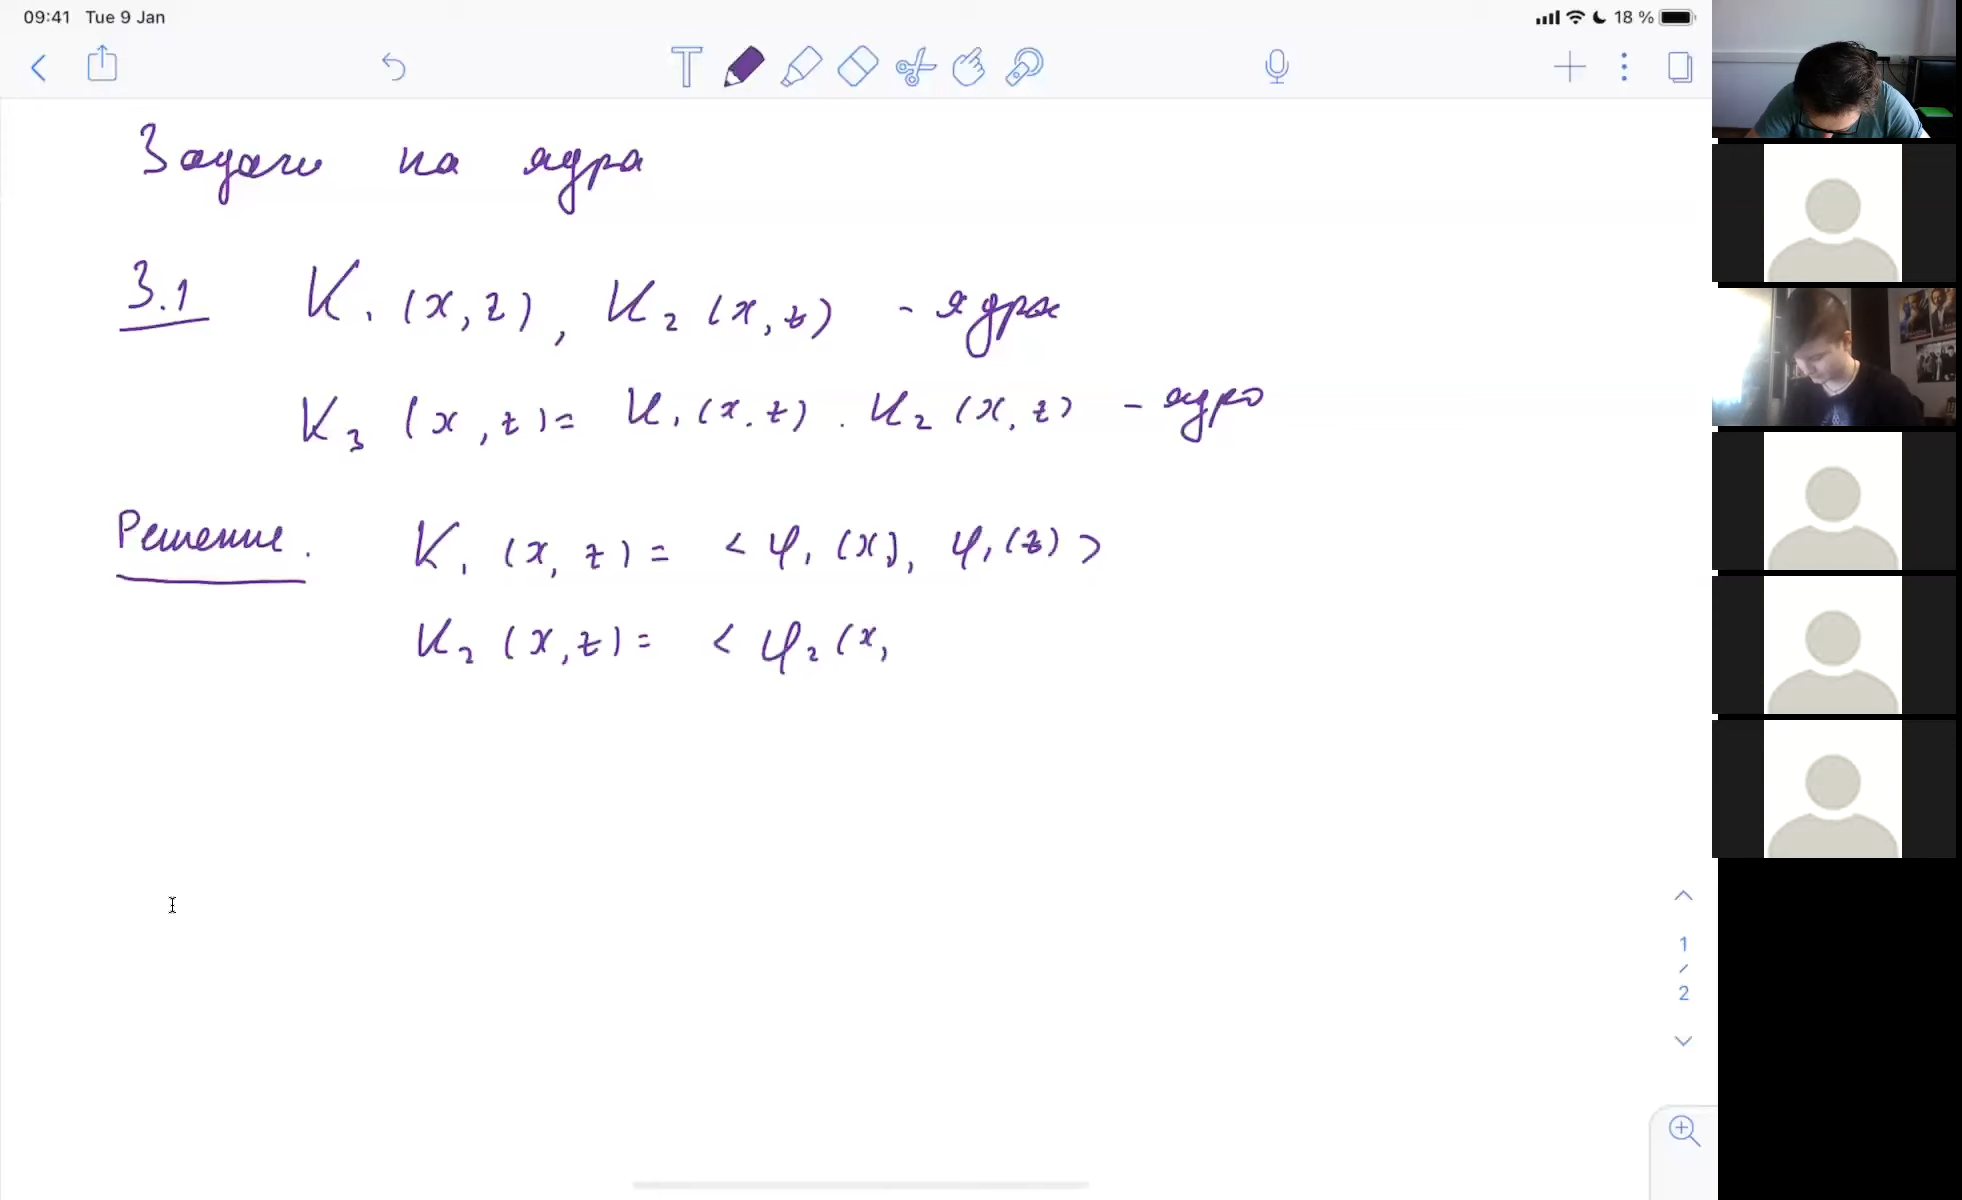 09:41 Tue 9 Jan 18 %
T
Задачи на ядра
3.1 K₁(x,z), K₂(x,z) - ядра
K₃(x,z)= K₁(x,z)·K₂(x,z) - ядро
Решение. K₁(x,z)= <φ₁(x), φ₁(z)>
K₂(x,z)= <φ₂(x,
1
/
2